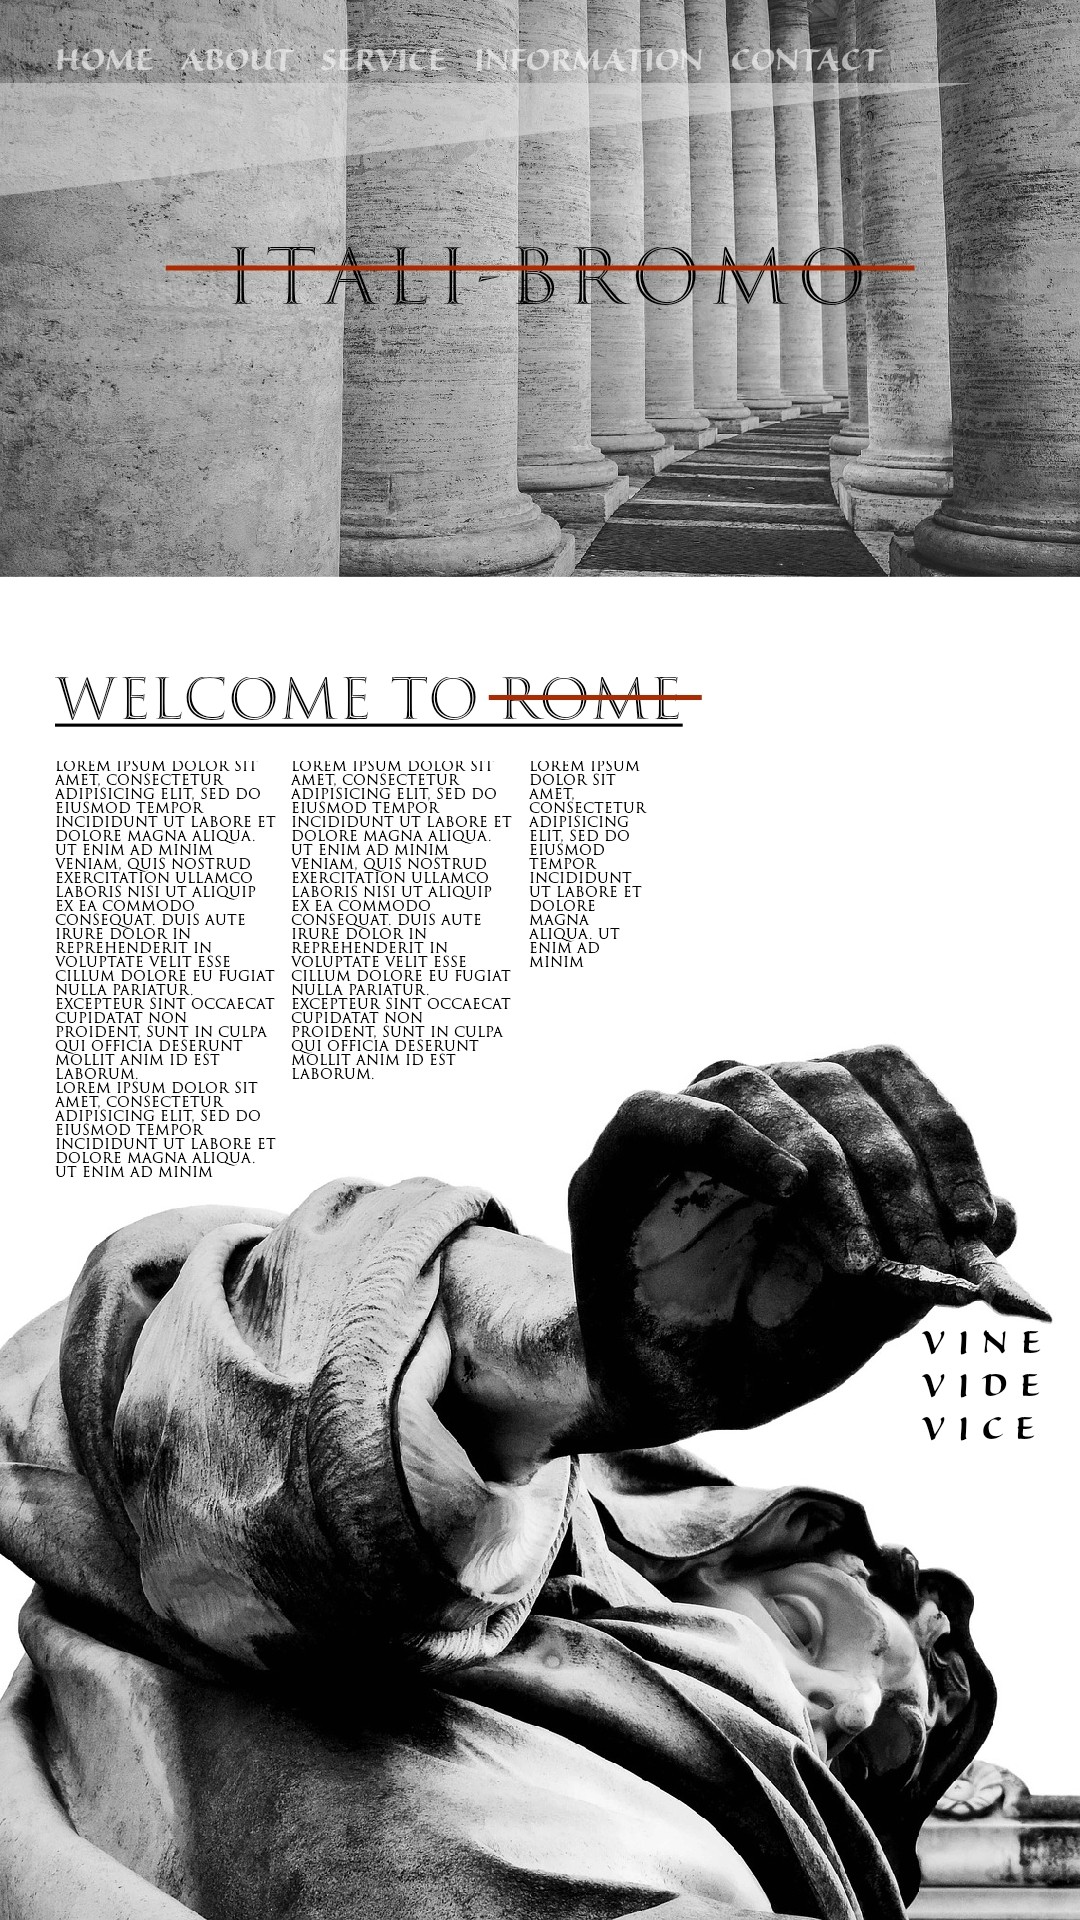 HOME ABOUT SERVICE INFORMATION CONTACT
ITALI-BROMO
WELCOME TO ROME
LOREM IPSUM DOLOR SIT
AMET, CONSECTETUR
ADIPISICING ELIT, SED DO
EIUSMOD TEMPOR
INCIDIDUNT UT LABORE ET
DOLORE MAGNA ALIQUA.
UT ENIM AD MINIM
VENIAM, QUIS NOSTRUD
EXERCITATION ULLAMCO
LABORIS NISI UT ALIQUIP
EX EA COMMODO
CONSEQUAT. DUIS AUTE
IRURE DOLOR IN
REPREHENDERIT IN
VOLUPTATE VELIT ESSE
CILLUM DOLORE EU FUGIAT
NULLA PARIATUR.
EXCEPTEUR SINT OCCAECAT
CUPIDATAT NON
PROIDENT, SUNT IN CULPA
QUI OFFICIA DESERUNT
MOLLIT ANIM ID EST
LABORUM.
LOREM IPSUM DOLOR SIT
AMET, CONSECTETUR
ADIPISICING ELIT, SED DO
EIUSMOD TEMPOR
INCIDIDUNT UT LABORE ET
DOLORE MAGNA ALIQUA.
UT ENIM AD MINIM
LOREM IPSUM DOLOR SIT
AMET, CONSECTETUR
ADIPISICING ELIT, SED DO
EIUSMOD TEMPOR
INCIDIDUNT UT LABORE ET
DOLORE MAGNA ALIQUA.
UT ENIM AD MINIM
VENIAM, QUIS NOSTRUD
EXERCITATION ULLAMCO
LABORIS NISI UT ALIQUIP
EX EA COMMODO
CONSEQUAT. DUIS AUTE
IRURE DOLOR IN
REPREHENDERIT IN
VOLUPTATE VELIT ESSE
CILLUM DOLORE EU FUGIAT
NULLA PARIATUR.
EXCEPTEUR SINT OCCAECAT
CUPIDATAT NON
PROIDENT, SUNT IN CULPA
QUI OFFICIA DESERUNT
MOLLIT ANIM ID EST
LABORUM.
LOREM IPSUM
DOLOR SIT
AMET,
CONSECTETUR
ADIPISICING
ELIT, SED DO
EIUSMOD
TEMPOR
INCIDIDUNT
UT LABORE ET
DOLORE
MAGNA
ALIQUA. UT
ENIM AD
MINIM
VINE
VIDE
VICE